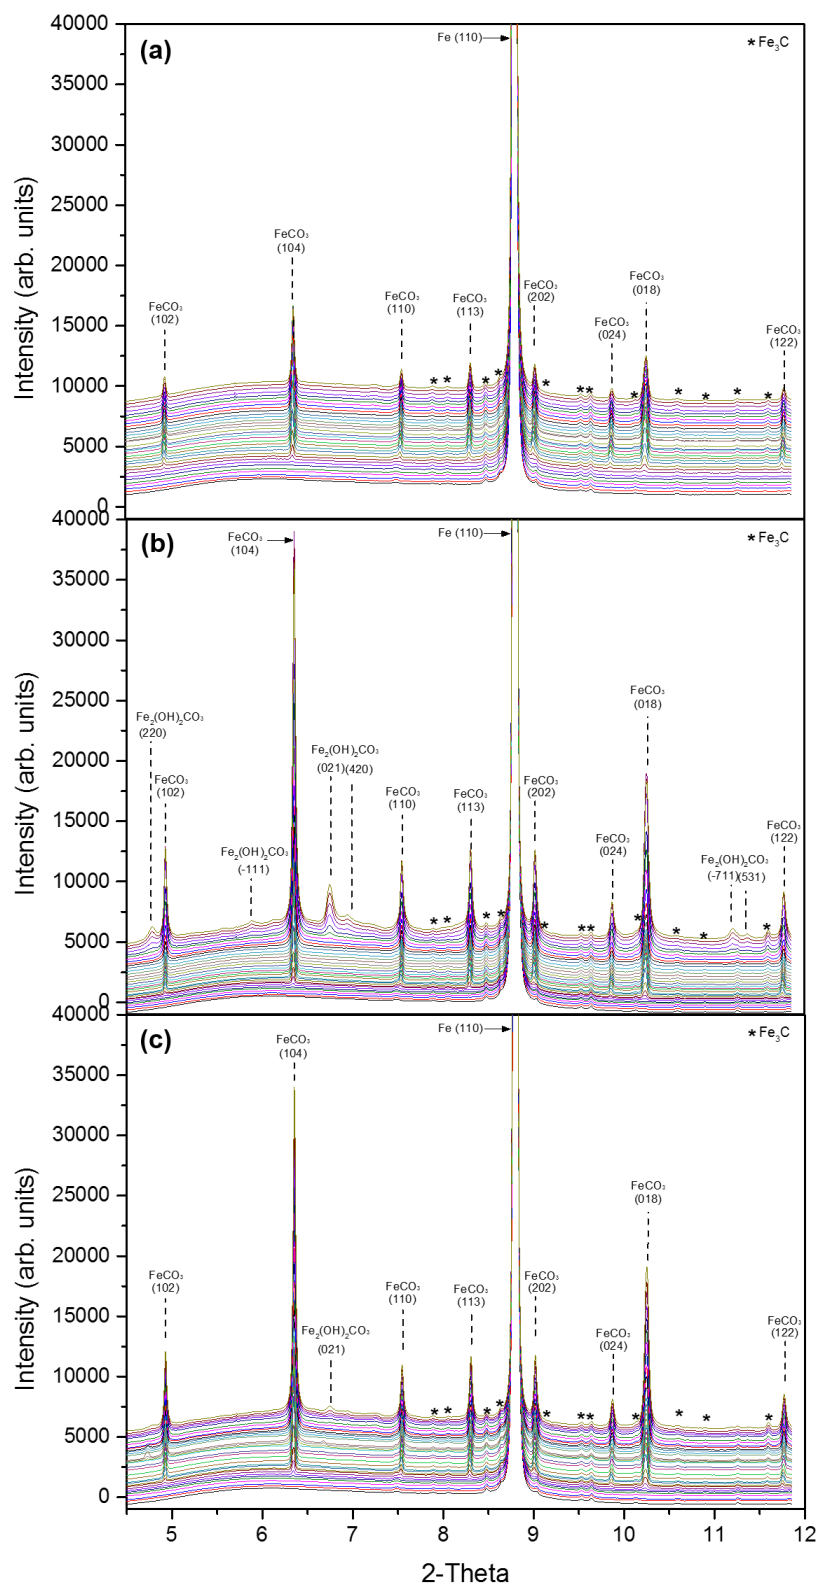 40000
35000
30000
25000
20000
15000
10000
5000
0
Intensity (arb. units)
(a)
Fe (110)
* Fe₃C
FeCO₃
(102)
FeCO₃
(104)
FeCO₃
(110)
FeCO₃
(113)
FeCO₃
(202)
FeCO₃
(024)
FeCO₃
(018)
FeCO₃
(122)
* * * * * * * * * * * * *
40000
35000
30000
25000
20000
15000
10000
5000
0
Intensity (arb. units)
(b)
FeCO₃
(104)
Fe (110)
* Fe₃C
Fe₂(OH)₂CO₃
(220)
FeCO₃
(102)
Fe₂(OH)₂CO₃
(-111)
Fe₂(OH)₂CO₃
(021) (420)
FeCO₃
(110)
FeCO₃
(113)
FeCO₃
(202)
FeCO₃
(024)
FeCO₃
(018)
Fe₂(OH)₂CO₃
(-711) (531)
FeCO₃
(122)
* * * * * * * * * * * *
40000
35000
30000
25000
20000
15000
10000
5000
0
Intensity (arb. units)
(c)
FeCO₃
(104)
Fe (110)
* Fe₃C
FeCO₃
(102)
Fe₂(OH)₂CO₃
(021)
FeCO₃
(110)
FeCO₃
(113)
FeCO₃
(202)
FeCO₃
(024)
FeCO₃
(018)
FeCO₃
(122)
* * * * * * * * * * * *
5 6 7 8 9 10 11 12
2-Theta